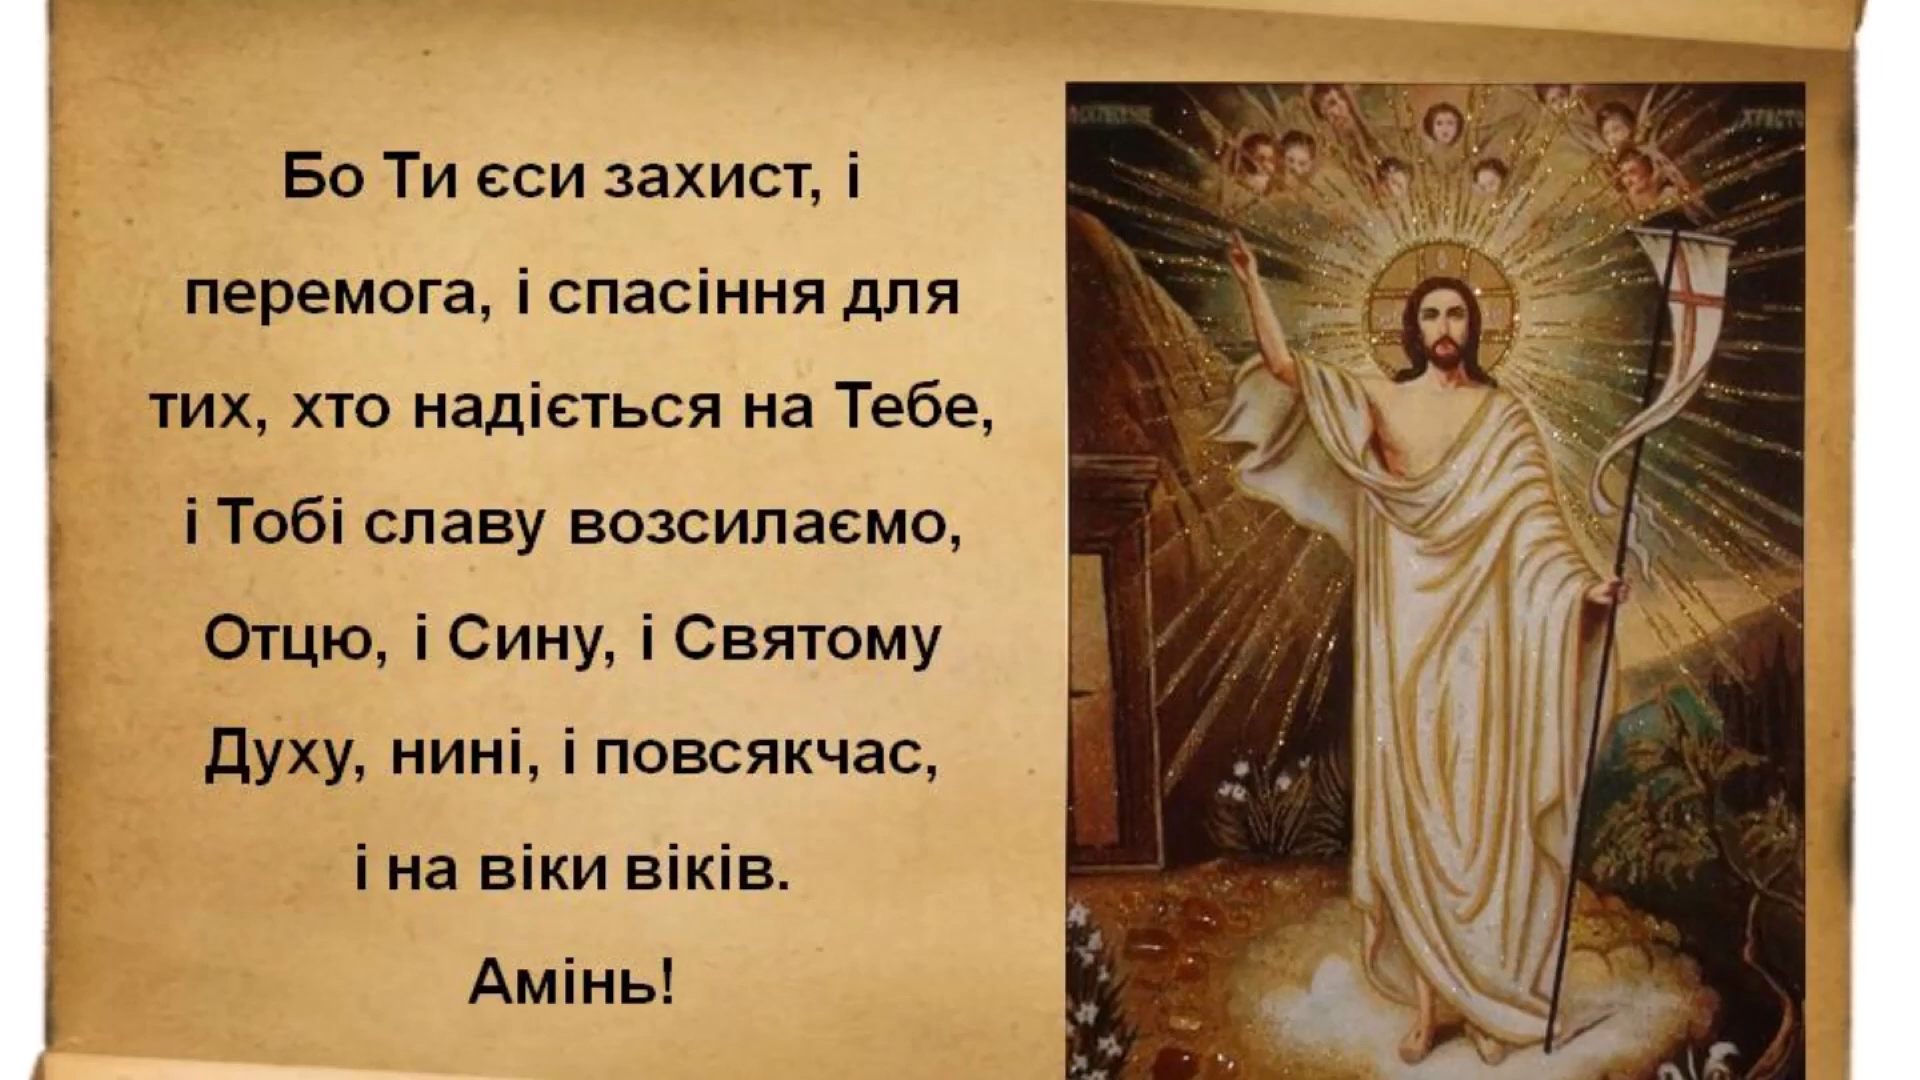 Бо Ти єси захист, і
перемога, і спасіння для
тих, хто надіється на Тебе,
і Тобі славу возсилаємо,
Отцю, і Сину, і Святому
Духу, нині, і повсякчас,
і на віки віків.
Амінь!